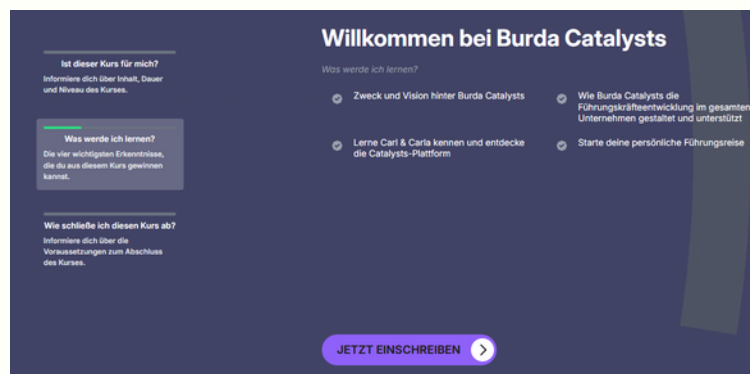 Ist dieser Kurs für mich?
Informiere dich über Inhalt, Dauer
und Niveau des Kurses.
Was werde ich lernen?
Die vier wichtigsten Erkenntnisse,
die du aus diesem Kurs gewinnen
kannst.
Wie schließe ich diesen Kurs ab?
Informiere dich über die
Voraussetzungen zum Abschluss
des Kurses.
Willkommen bei Burda Catalysts
Was werde ich lernen?
Zweck und Vision hinter Burda Catalysts
Wie Burda Catalysts die
Führungskräfteentwicklung im gesamten
Unternehmen gestaltet und unterstützt
Lerne Carl & Carla kennen und entdecke
die Catalysts-Plattform
Starte deine persönliche Führungsreise
JETZT EINSCHREIBEN